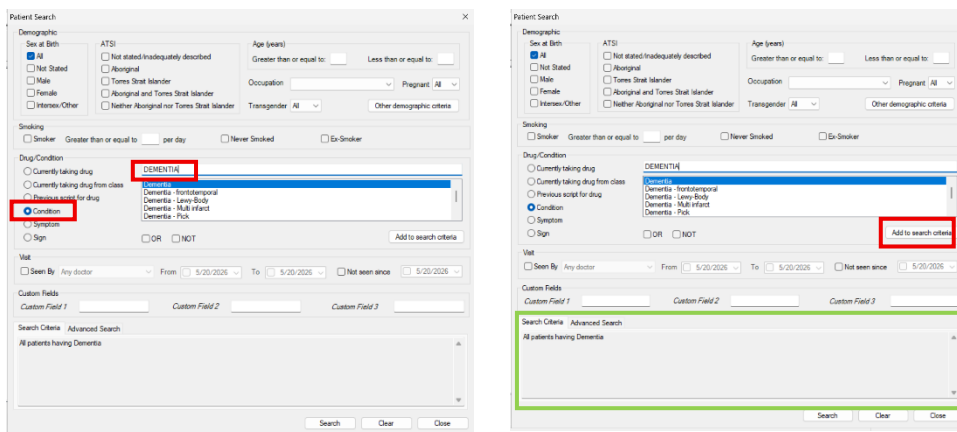 Patient Search
Demographic
Sex at Birth
All
Not Stated
Male
Female
Intersex/Other
ATSI
Not stated/Inadequately described
Aboriginal
Torres Strait Islander
Aboriginal and Torres Strait Islander
Neither Aboriginal nor Torres Strait Islander
Age (years)
Greater than or equal to: Less than or equal to:
Occupation Pregnant All
Transgender All Other demographic criteria
Smoking
Smoker Greater than or equal to per day Never Smoked Ex-Smoker
Drug/Condition
Currently taking drug
Currently taking drug from class
Previous script for drug
Condition
Symptom
Sign
DEMENTIA
Dementia
Dementia - frontotemporal
Dementia - Lewy-Body
Dementia - Multi infarct
Dementia - Pick
OR NOT Add to search criteria
Visit
Seen By Any doctor From 5/20/2026 To 5/20/2026 Not seen since 5/20/2026
Custom Fields
Custom Field 1 Custom Field 2 Custom Field 3
Search Criteria Advanced Search
All patients having Dementia
Search Clear Close
Patient Search
Demographic
Sex at Birth
All
Not Stated
Male
Female
Intersex/Other
ATSI
Not stated/Inadequately described
Aboriginal
Torres Strait Islander
Aboriginal and Torres Strait Islander
Neither Aboriginal nor Torres Strait Islander
Age (years)
Greater than or equal to: Less than or equal to:
Occupation Pregnant All
Transgender All Other demographic criteria
Smoking
Smoker Greater than or equal to per day Never Smoked Ex-Smoker
Drug/Condition
Currently taking drug
Currently taking drug from class
Previous script for drug
Condition
Symptom
Sign
DEMENTIA
Dementia
Dementia - frontotemporal
Dementia - Lewy-Body
Dementia - Multi infarct
Dementia - Pick
OR NOT Add to search criteria
Visit
Seen By Any doctor From 5/20/2026 To 5/20/2026 Not seen since 5/20/2026
Custom Fields
Custom Field 1 Custom Field 2 Custom Field 3
Search Criteria Advanced Search
All patients having Dementia
Search Clear Close